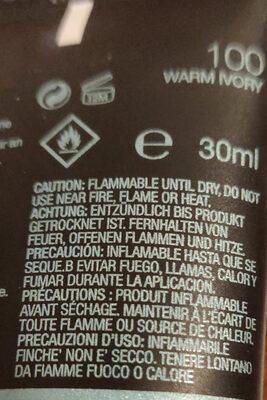 100
WARM IVORY
12M
e 30ml
CAUTION: FLAMMABLE UNTIL DRY, DO NOT
USE NEAR FIRE, FLAME OR HEAT.
ACHTUNG: ENTZÜNDLICH BIS PRODUKT
GETROCKNET IST. FERNHALTEN VON
FEUER, OFFENEN FLAMMEN UND HITZE.
PRECAUCIÓN: INFLAMABLE HASTA QUE SE
SEQUE.B EVITAR FUEGO, LLAMAS, CALOR Y
FUMAR DURANTE LA APLICACION.
PRÉCAUTIONS : PRODUIT INFLAMMABLE
AVANT SÉCHAGE. MAINTENIR À L'ÉCART DE
TOUTE FLAMME OU SOURCE DE CHALEUR.
PRECAUZIONI D'USO: INFIAMMABILE
FINCHE' NON E' SECCO. TENERE LONTANO
DA FIAMME FUOCO O CALORE